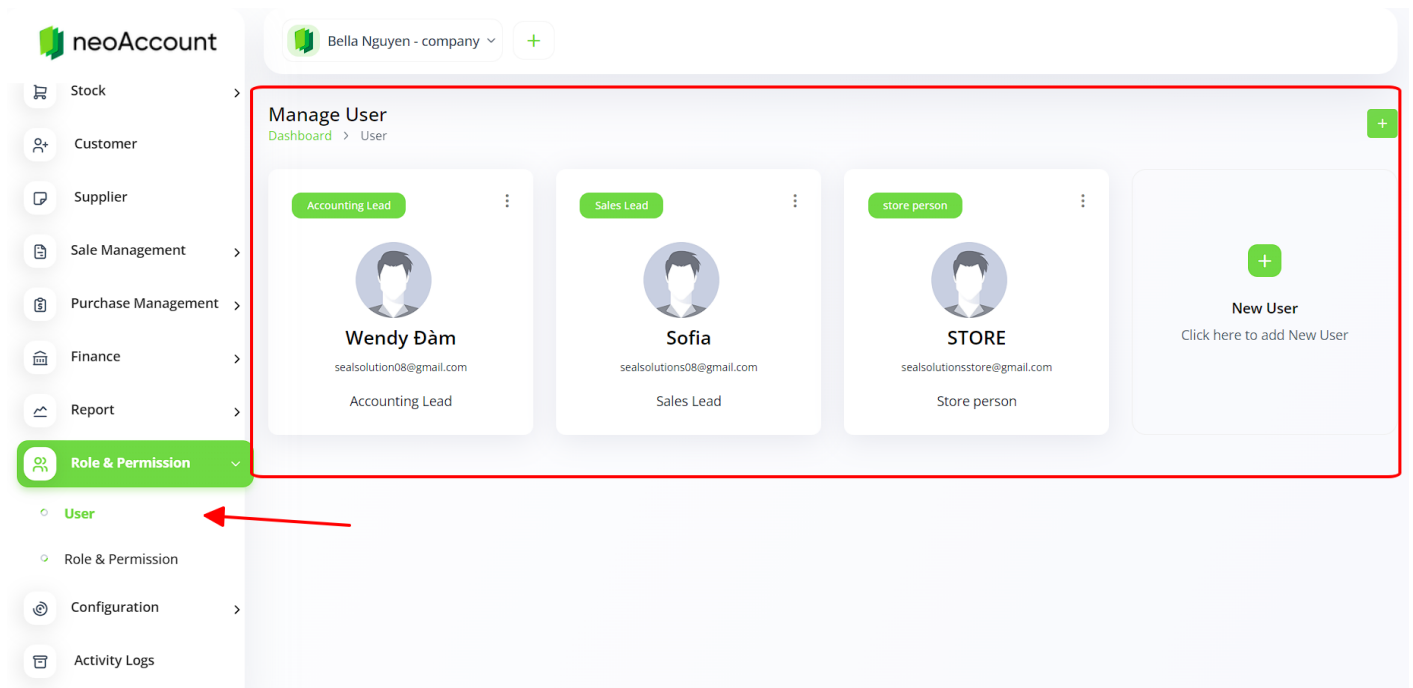 neoAccount
Bella Nguyen - company
Stock
Customer
Supplier
Sale Management
Purchase Management
Finance
Report
Role & Permission
User
Role & Permission
Configuration
Activity Logs
Manage User
Dashboard > User
Accounting Lead
Wendy Đàm
sealsolution08@gmail.com
Accounting Lead
Sales Lead
Sofia
sealsolutions08@gmail.com
Sales Lead
store person
STORE
sealsolutionsstore@gmail.com
Store person
New User
Click here to add New User